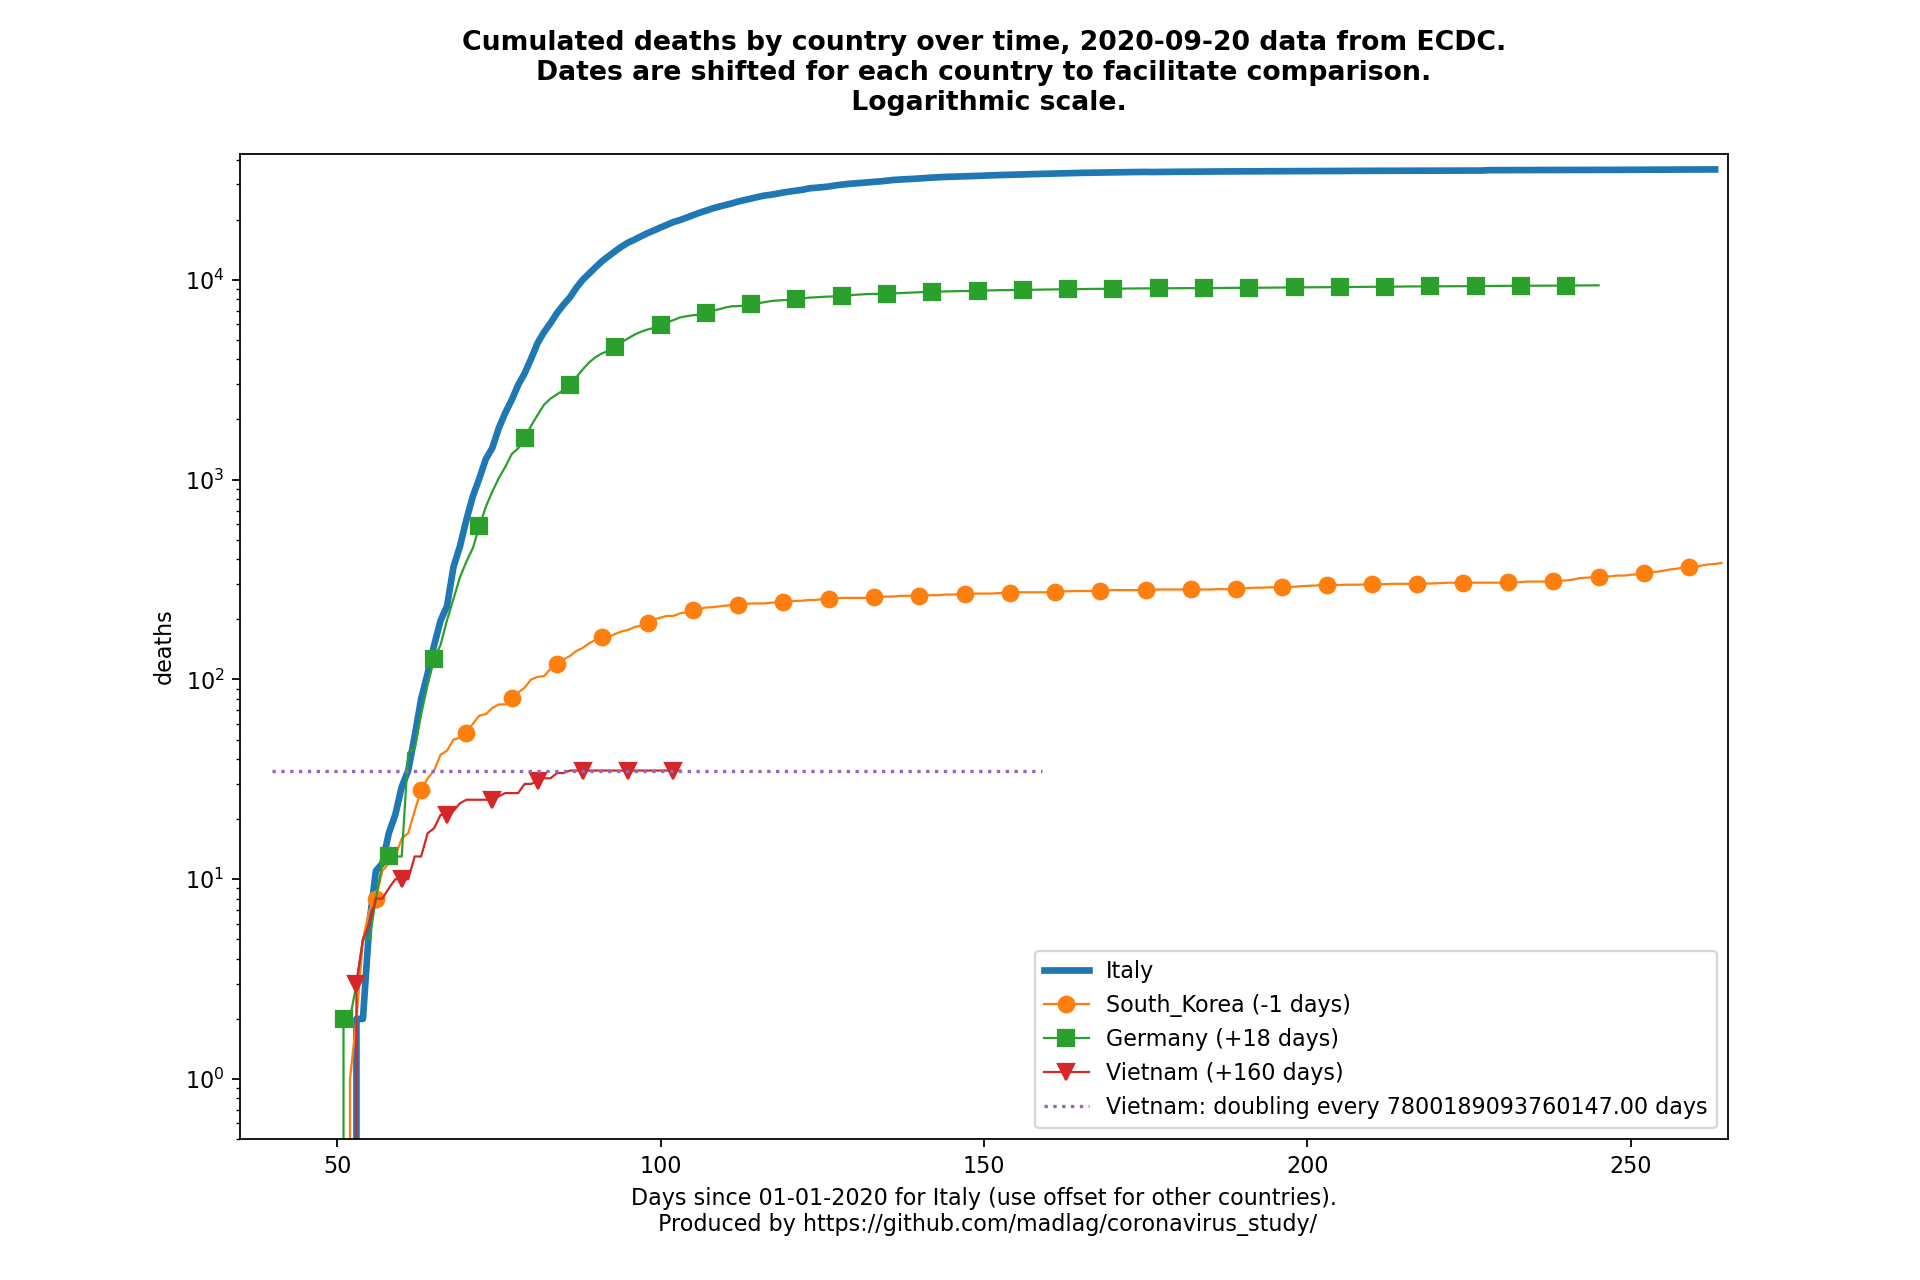 Cumulated deaths by country over time, 2020-09-20 data from ECDC.
Dates are shifted for each country to facilitate comparison.
Logarithmic scale.
10⁴
10³
10²
10¹
10⁰
deaths
Italy
South_Korea (-1 days)
Germany (+18 days)
Vietnam (+160 days)
Vietnam: doubling every 7800189093760147.00 days
50 100 150 200 250
Days since 01-01-2020 for Italy (use offset for other countries).
Produced by https://github.com/madlag/coronavirus_study/